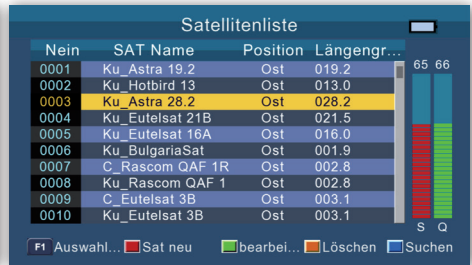 Satellitenliste
Nein SAT Name Position Längengr...
65 66
0001 Ku_Astra 19.2 Ost 019.2
0002 Ku_Hotbird 13 Ost 013.0
0003 Ku_Astra 28.2 Ost 028.2
0004 Ku_Eutelsat 21B Ost 021.5
0005 Ku_Eutelsat 16A Ost 016.0
0006 Ku_BulgariaSat Ost 001.9
0007 C_Rascom QAF 1R Ost 002.8
0008 Ku_Rascom QAF 1 Ost 002.8
0009 C_Eutelsat 3B Ost 003.1
0010 Ku_Eutelsat 3B Ost 003.1
S Q
F1 Auswahl... Sat neu bearbei... Löschen Suchen